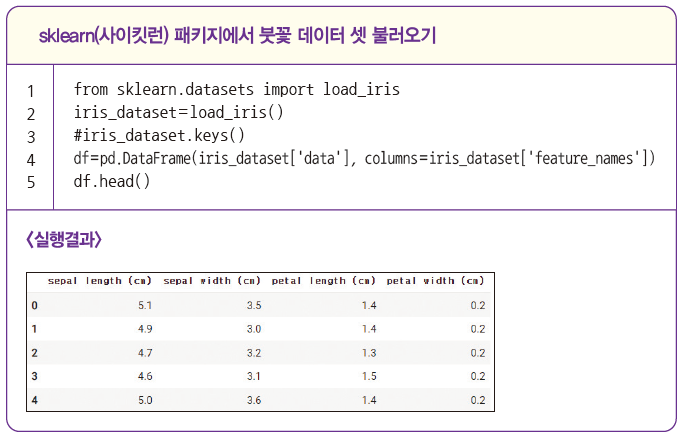 sklearn(사이킷런) 패키지에서 붓꽃 데이터 셋 불러오기
1 from sklearn.datasets import load_iris
2 iris_dataset=load_iris()
3 #iris_dataset.keys()
4 df=pd.DataFrame(iris_dataset['data'], columns=iris_dataset['feature_names'])
5 df.head()
<실행결과>
sepal length (cm) sepal width (cm) petal length (cm) petal width (cm)
0 5.1 3.5 1.4 0.2
1 4.9 3.0 1.4 0.2
2 4.7 3.2 1.3 0.2
3 4.6 3.1 1.5 0.2
4 5.0 3.6 1.4 0.2